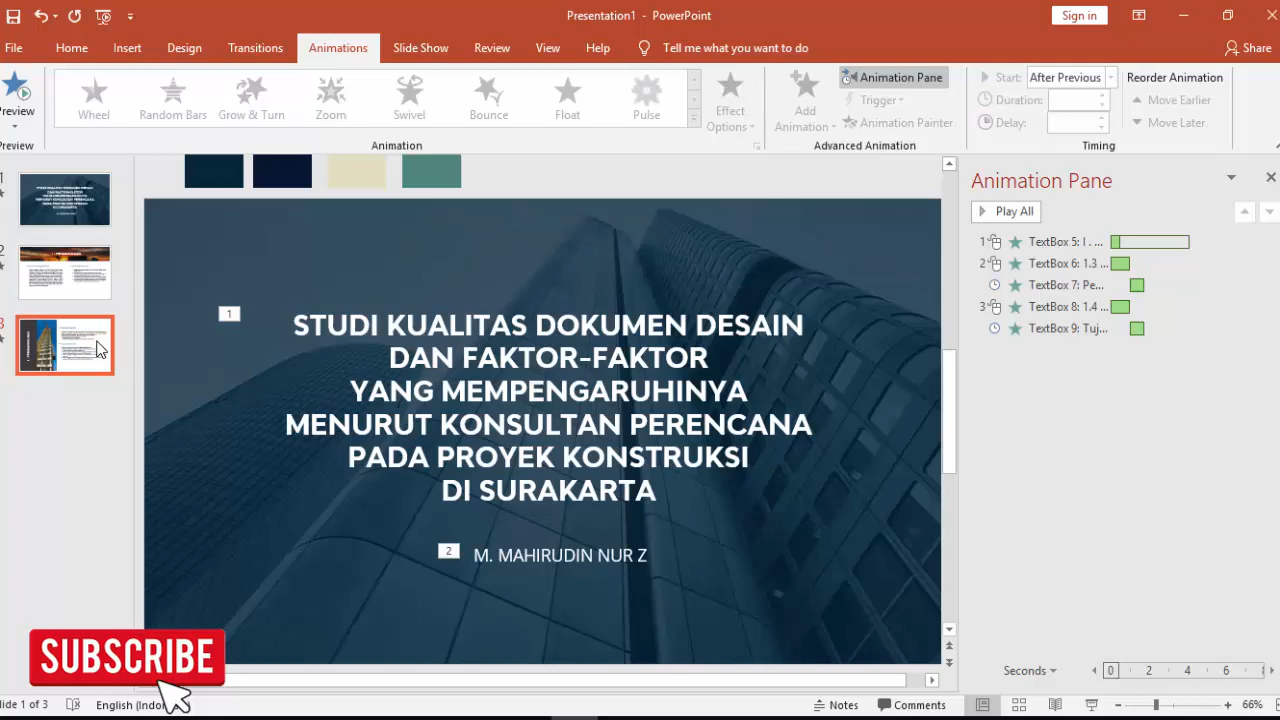 Presentation1 - PowerPoint
Sign in
File Home Insert Design Transitions Animations Slide Show Review View Help Tell me what you want to do Share
Preview
Wheel Random Bars Grow & Turn Zoom Swivel Bounce Float Pulse
Effect Options
Add Animation
Animation Pane
Trigger
Animation Painter
Start: After Previous
Duration:
Delay:
Reorder Animation
Move Earlier
Move Later
Preview
Animation
Advanced Animation
Timing
1
2
3
1
STUDI KUALITAS DOKUMEN DESAIN
DAN FAKTOR-FAKTOR
YANG MEMPENGARUHINYA
MENURUT KONSULTAN PERENCANA
PADA PROYEK KONSTRUKSI
DI SURAKARTA
2
M. MAHIRUDIN NUR Z
Animation Pane
Play All
1 TextBox 5: I . ...
2 TextBox 6: 1.3 ...
TextBox 7: Pe...
3 TextBox 8: 1.4 ...
TextBox 9: Tuj...
Seconds 0 2 4 6
SUBSCRIBE
lide 1 of 3
English (Indo
Notes
Comments
66%